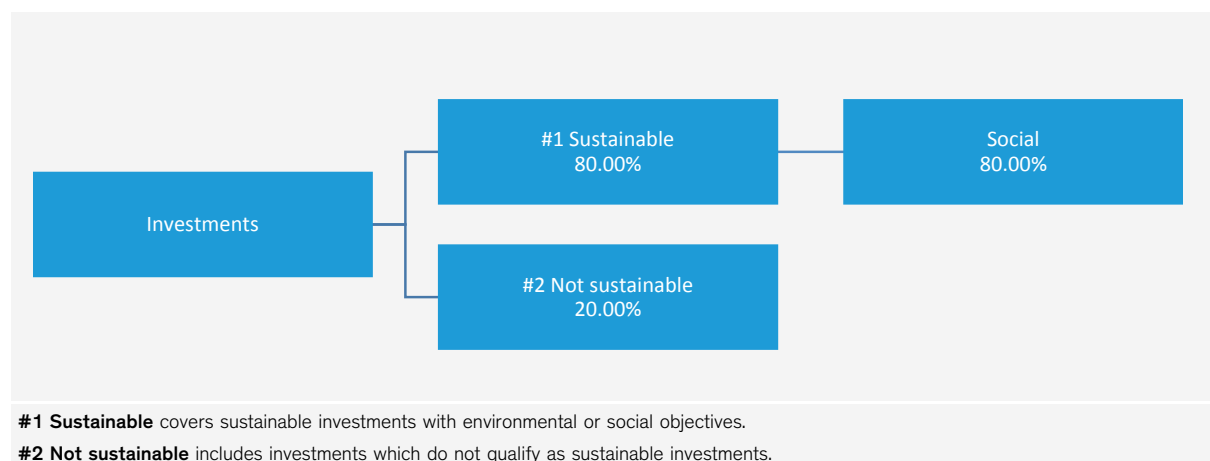 #1 Sustainable
80.00%
Social
80.00%
Investments
#2 Not sustainable
20.00%
#1 Sustainable covers sustainable investments with environmental or social objectives.
#2 Not sustainable includes investments which do not qualify as sustainable investments.